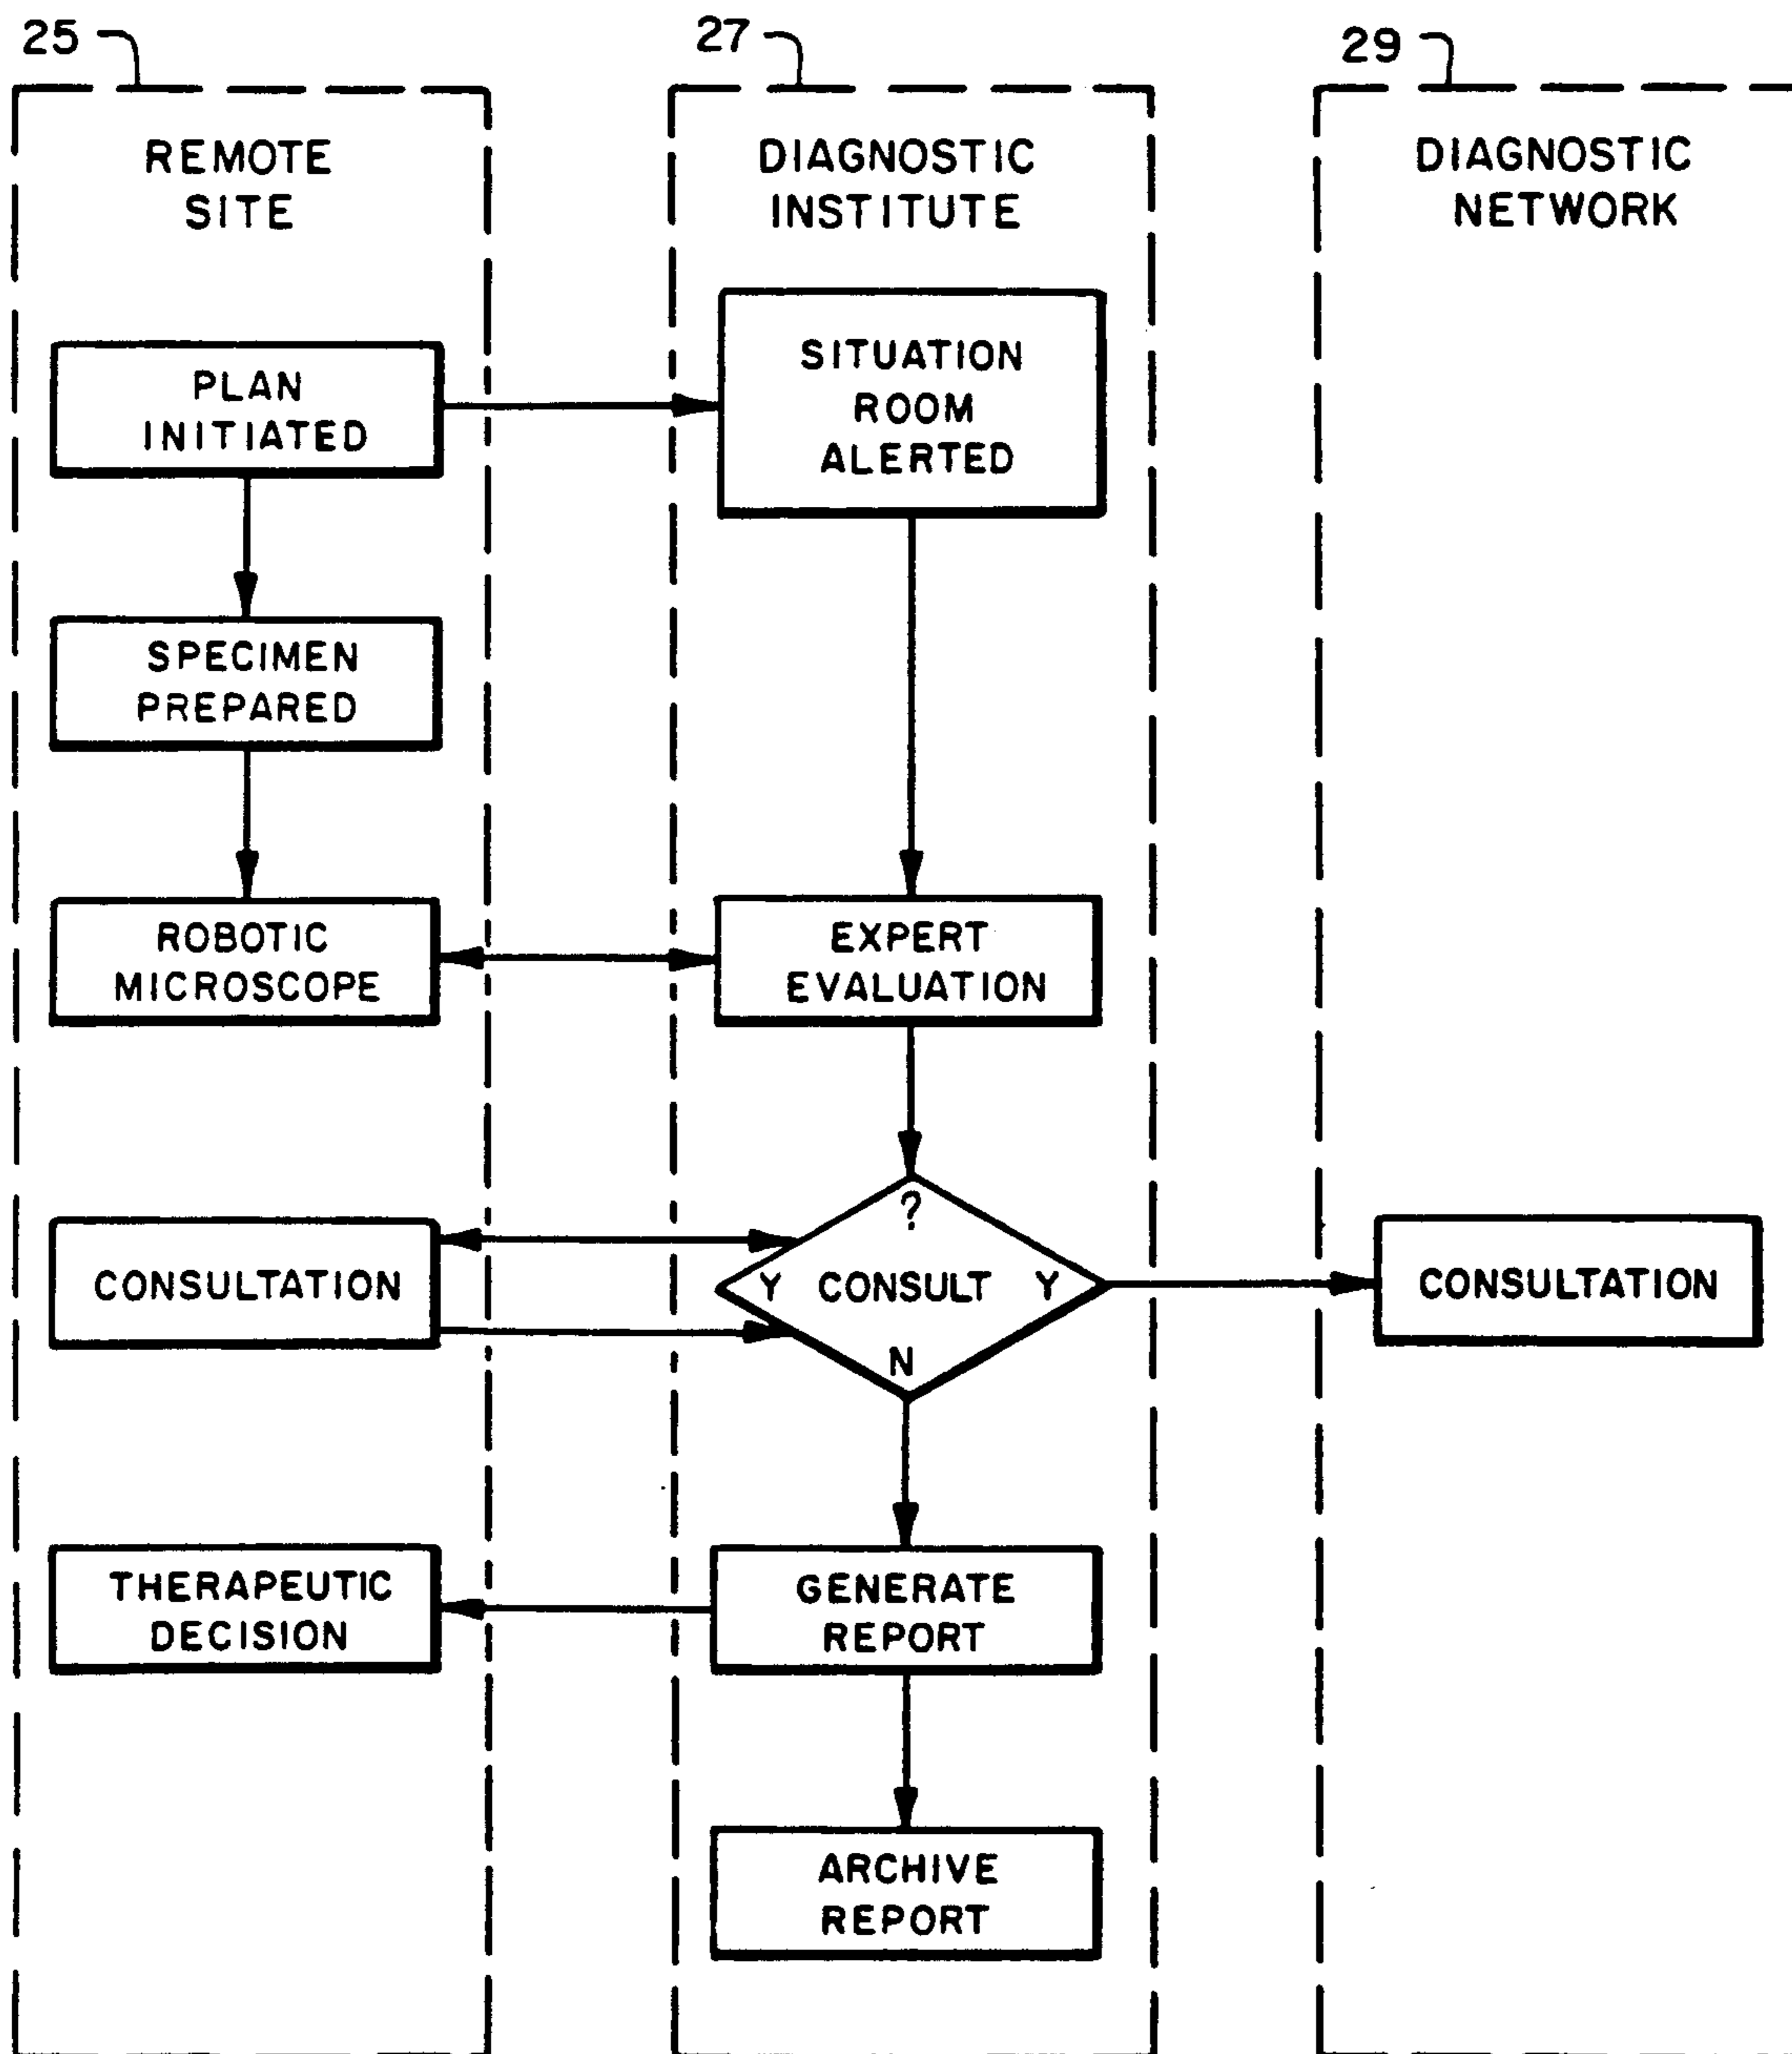 25
27
29
REMOTE
SITE
DIAGNOSTIC
INSTITUTE
DIAGNOSTIC
NETWORK
PLAN
INITIATED
SITUATION
ROOM
ALERTED
SPECIMEN
PREPARED
ROBOTIC
MICROSCOPE
EXPERT
EVALUATION
CONSULTATION
?
Y CONSULT Y
N
CONSULTATION
THERAPEUTIC
DECISION
GENERATE
REPORT
ARCHIVE
REPORT